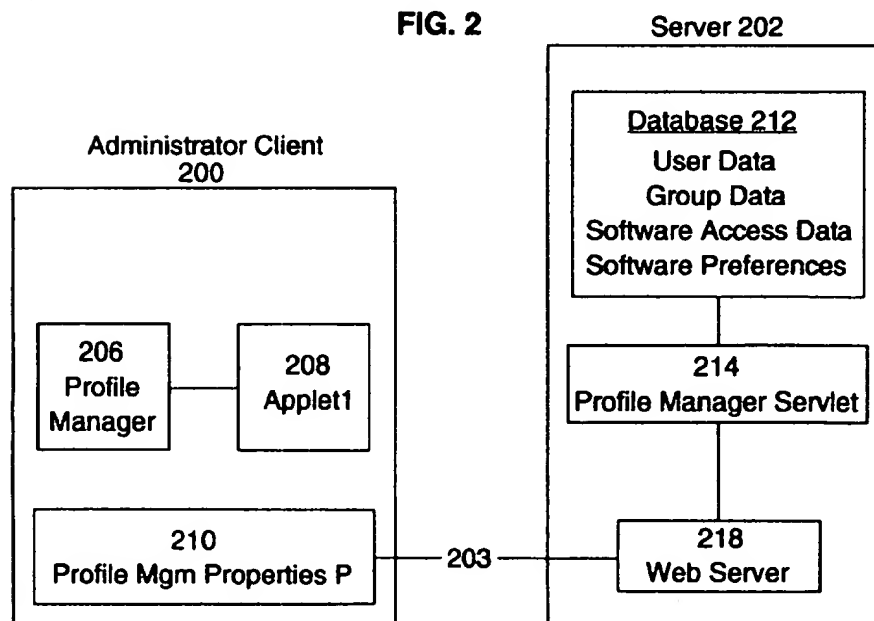 FIG. 2
Server 202
Administrator Client
200
Database 212
User Data
Group Data
Software Access Data
Software Preferences
206
Profile
Manager
208
Applet1
214
Profile Manager Servlet
210
Profile Mgm Properties P
203
218
Web Server